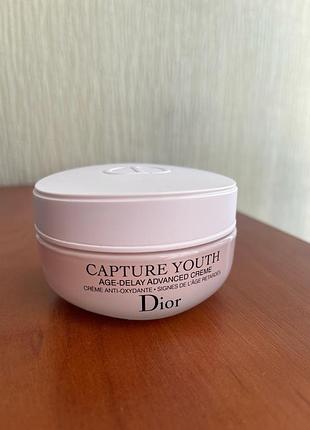 CAPTURE YOUTH
AGE-DELAY ADVANCED CREME
CRÈME ANTI-OXYDANTE • SIGNES DE L'ÂGE RETARDÉS
Dior